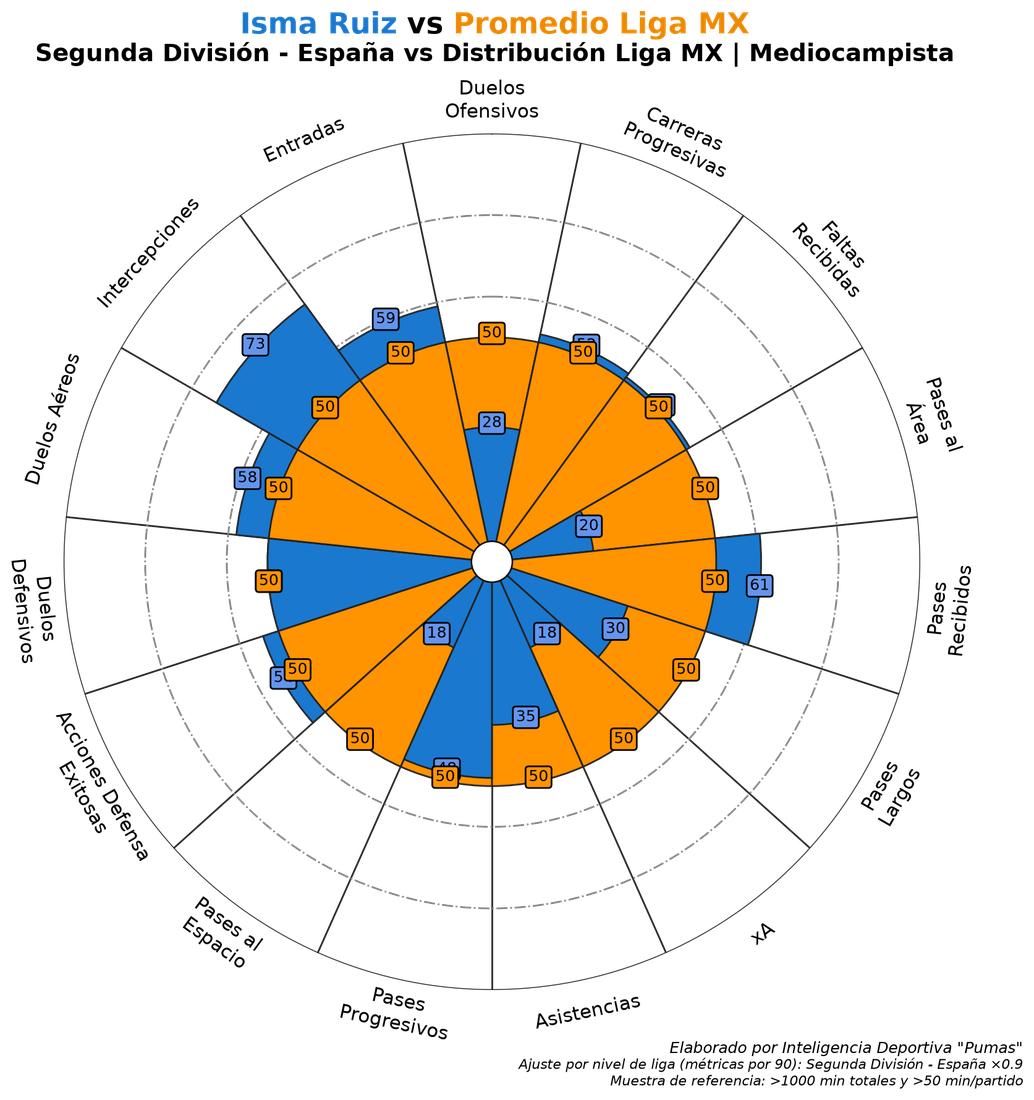 Isma Ruiz vs Promedio Liga MX
Segunda División - España vs Distribución Liga MX | Mediocampista
Duelos
Ofensivos
Carreras
Progresivas
Faltas
Recibidas
Pases al
Área
Pases
Recibidos
Pases
Largos
xA
Asistencias
Pases
Progresivos
Pases al
Espacio
Acciones Defensa
Exitosas
Duelos
Defensivos
Duelos Aéreos
Intercepciones
Entradas
28
50
50
50
20
50
61
50
30
50
18
50
35
50
50
18
50
50
50
58
50
73
50
59
50
Elaborado por Inteligencia Deportiva "Pumas"
Ajuste por nivel de liga (métricas por 90): Segunda División - España ×0.9
Muestra de referencia: >1000 min totales y >50 min/partido